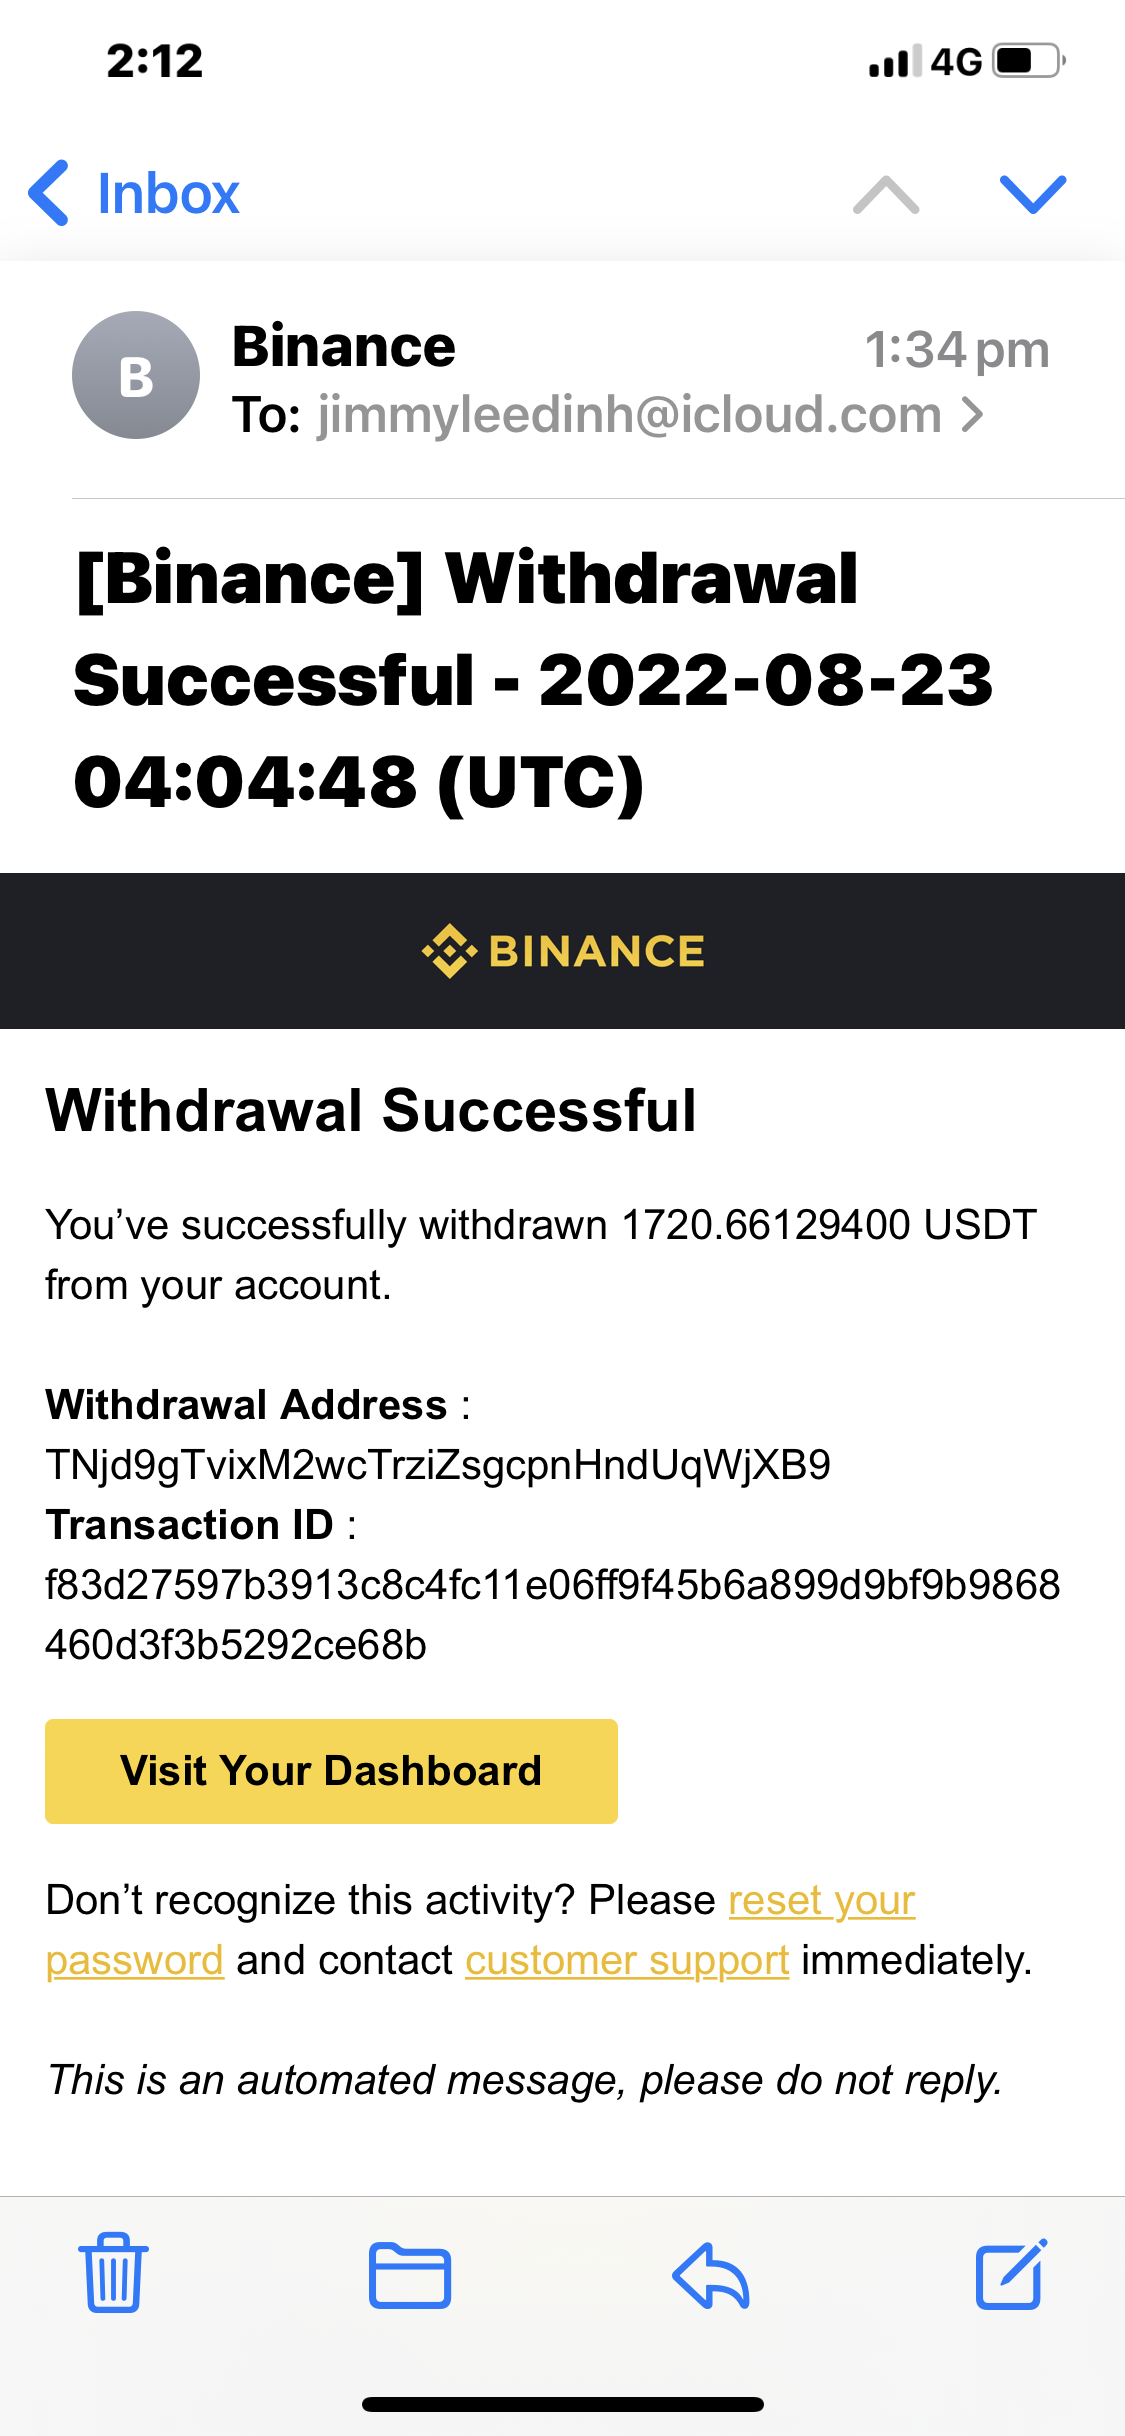 2:12
4G
Inbox
B
Binance
1:34 pm
To: jimmyleedinh@icloud.com
[Binance] Withdrawal
Successful - 2022-08-23
04:04:48 (UTC)
BINANCE
Withdrawal Successful
You’ve successfully withdrawn 1720.66129400 USDT
from your account.
Withdrawal Address :
TNjd9gTvixM2wcTrziZsgcpnHndUqWjXB9
Transaction ID :
f83d27597b3913c8c4fc11e06ff9f45b6a899d9bf9b9868
460d3f3b5292ce68b
Visit Your Dashboard
Don’t recognize this activity? Please reset your
password and contact customer support immediately.
This is an automated message, please do not reply.